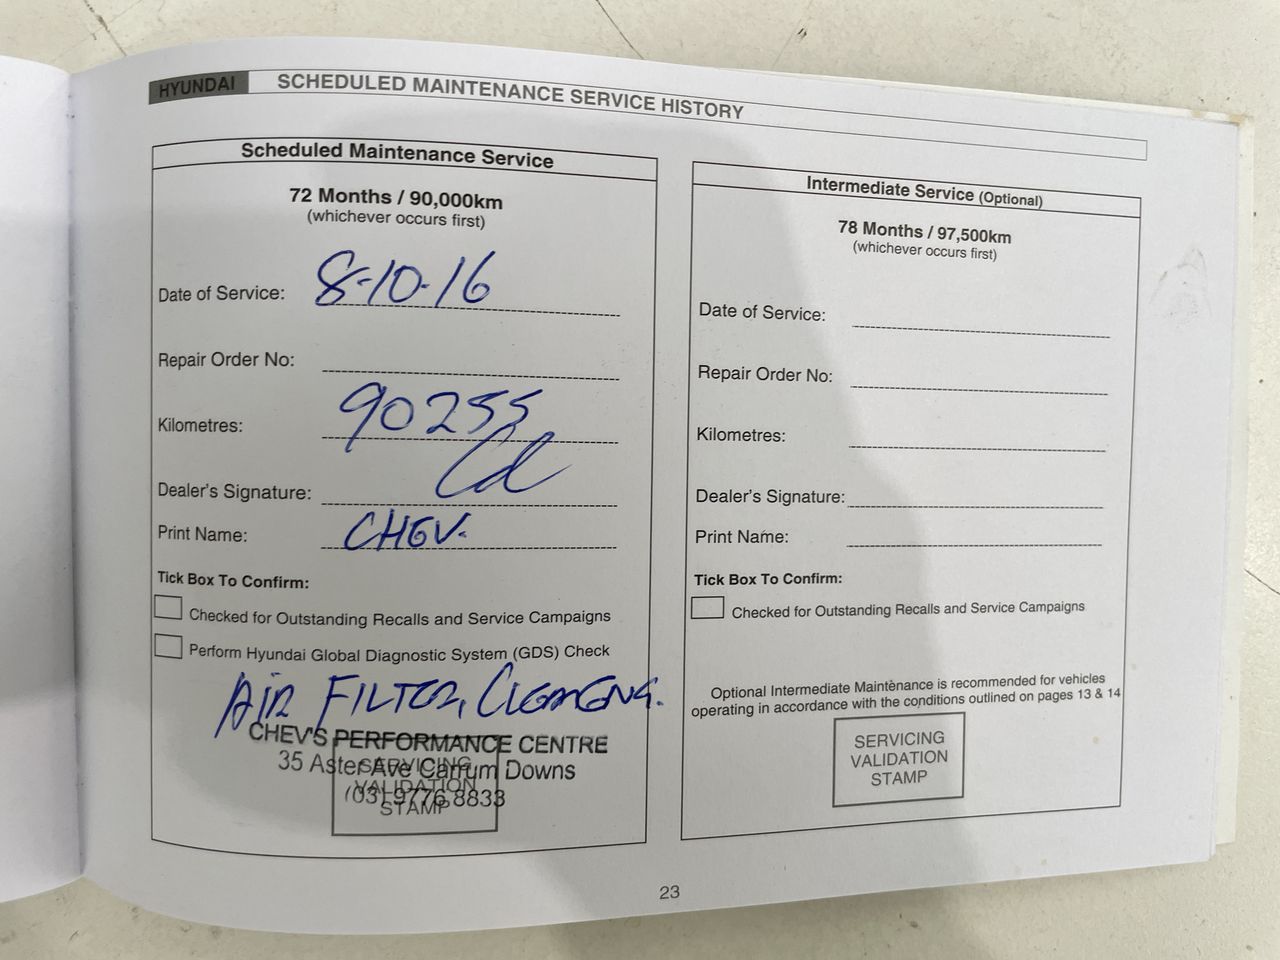 HYUNDAI SCHEDULED MAINTENANCE SERVICE HISTORY
Scheduled Maintenance Service
72 Months / 90,000km
(whichever occurs first)
Date of Service: 8-10-16
Repair Order No:
Kilometres: 90255
Dealer's Signature:
Print Name: CHEV.
Tick Box To Confirm:
Checked for Outstanding Recalls and Service Campaigns
Perform Hyundai Global Diagnostic System (GDS) Check
AIR FILTER,
CHEV'S PERFORMANCE CENTRE
35 Aster Ave Carrum Downs
(03) 9776 8833
SERVICING
VALIDATION
STAMP
Intermediate Service (Optional)
78 Months / 97,500km
(whichever occurs first)
Date of Service:
Repair Order No:
Kilometres:
Dealer's Signature:
Print Name:
Tick Box To Confirm:
Checked for Outstanding Recalls and Service Campaigns
Optional Intermediate Maintenance is recommended for vehicles
operating in accordance with the conditions outlined on pages 13 & 14
SERVICING
VALIDATION
STAMP
23